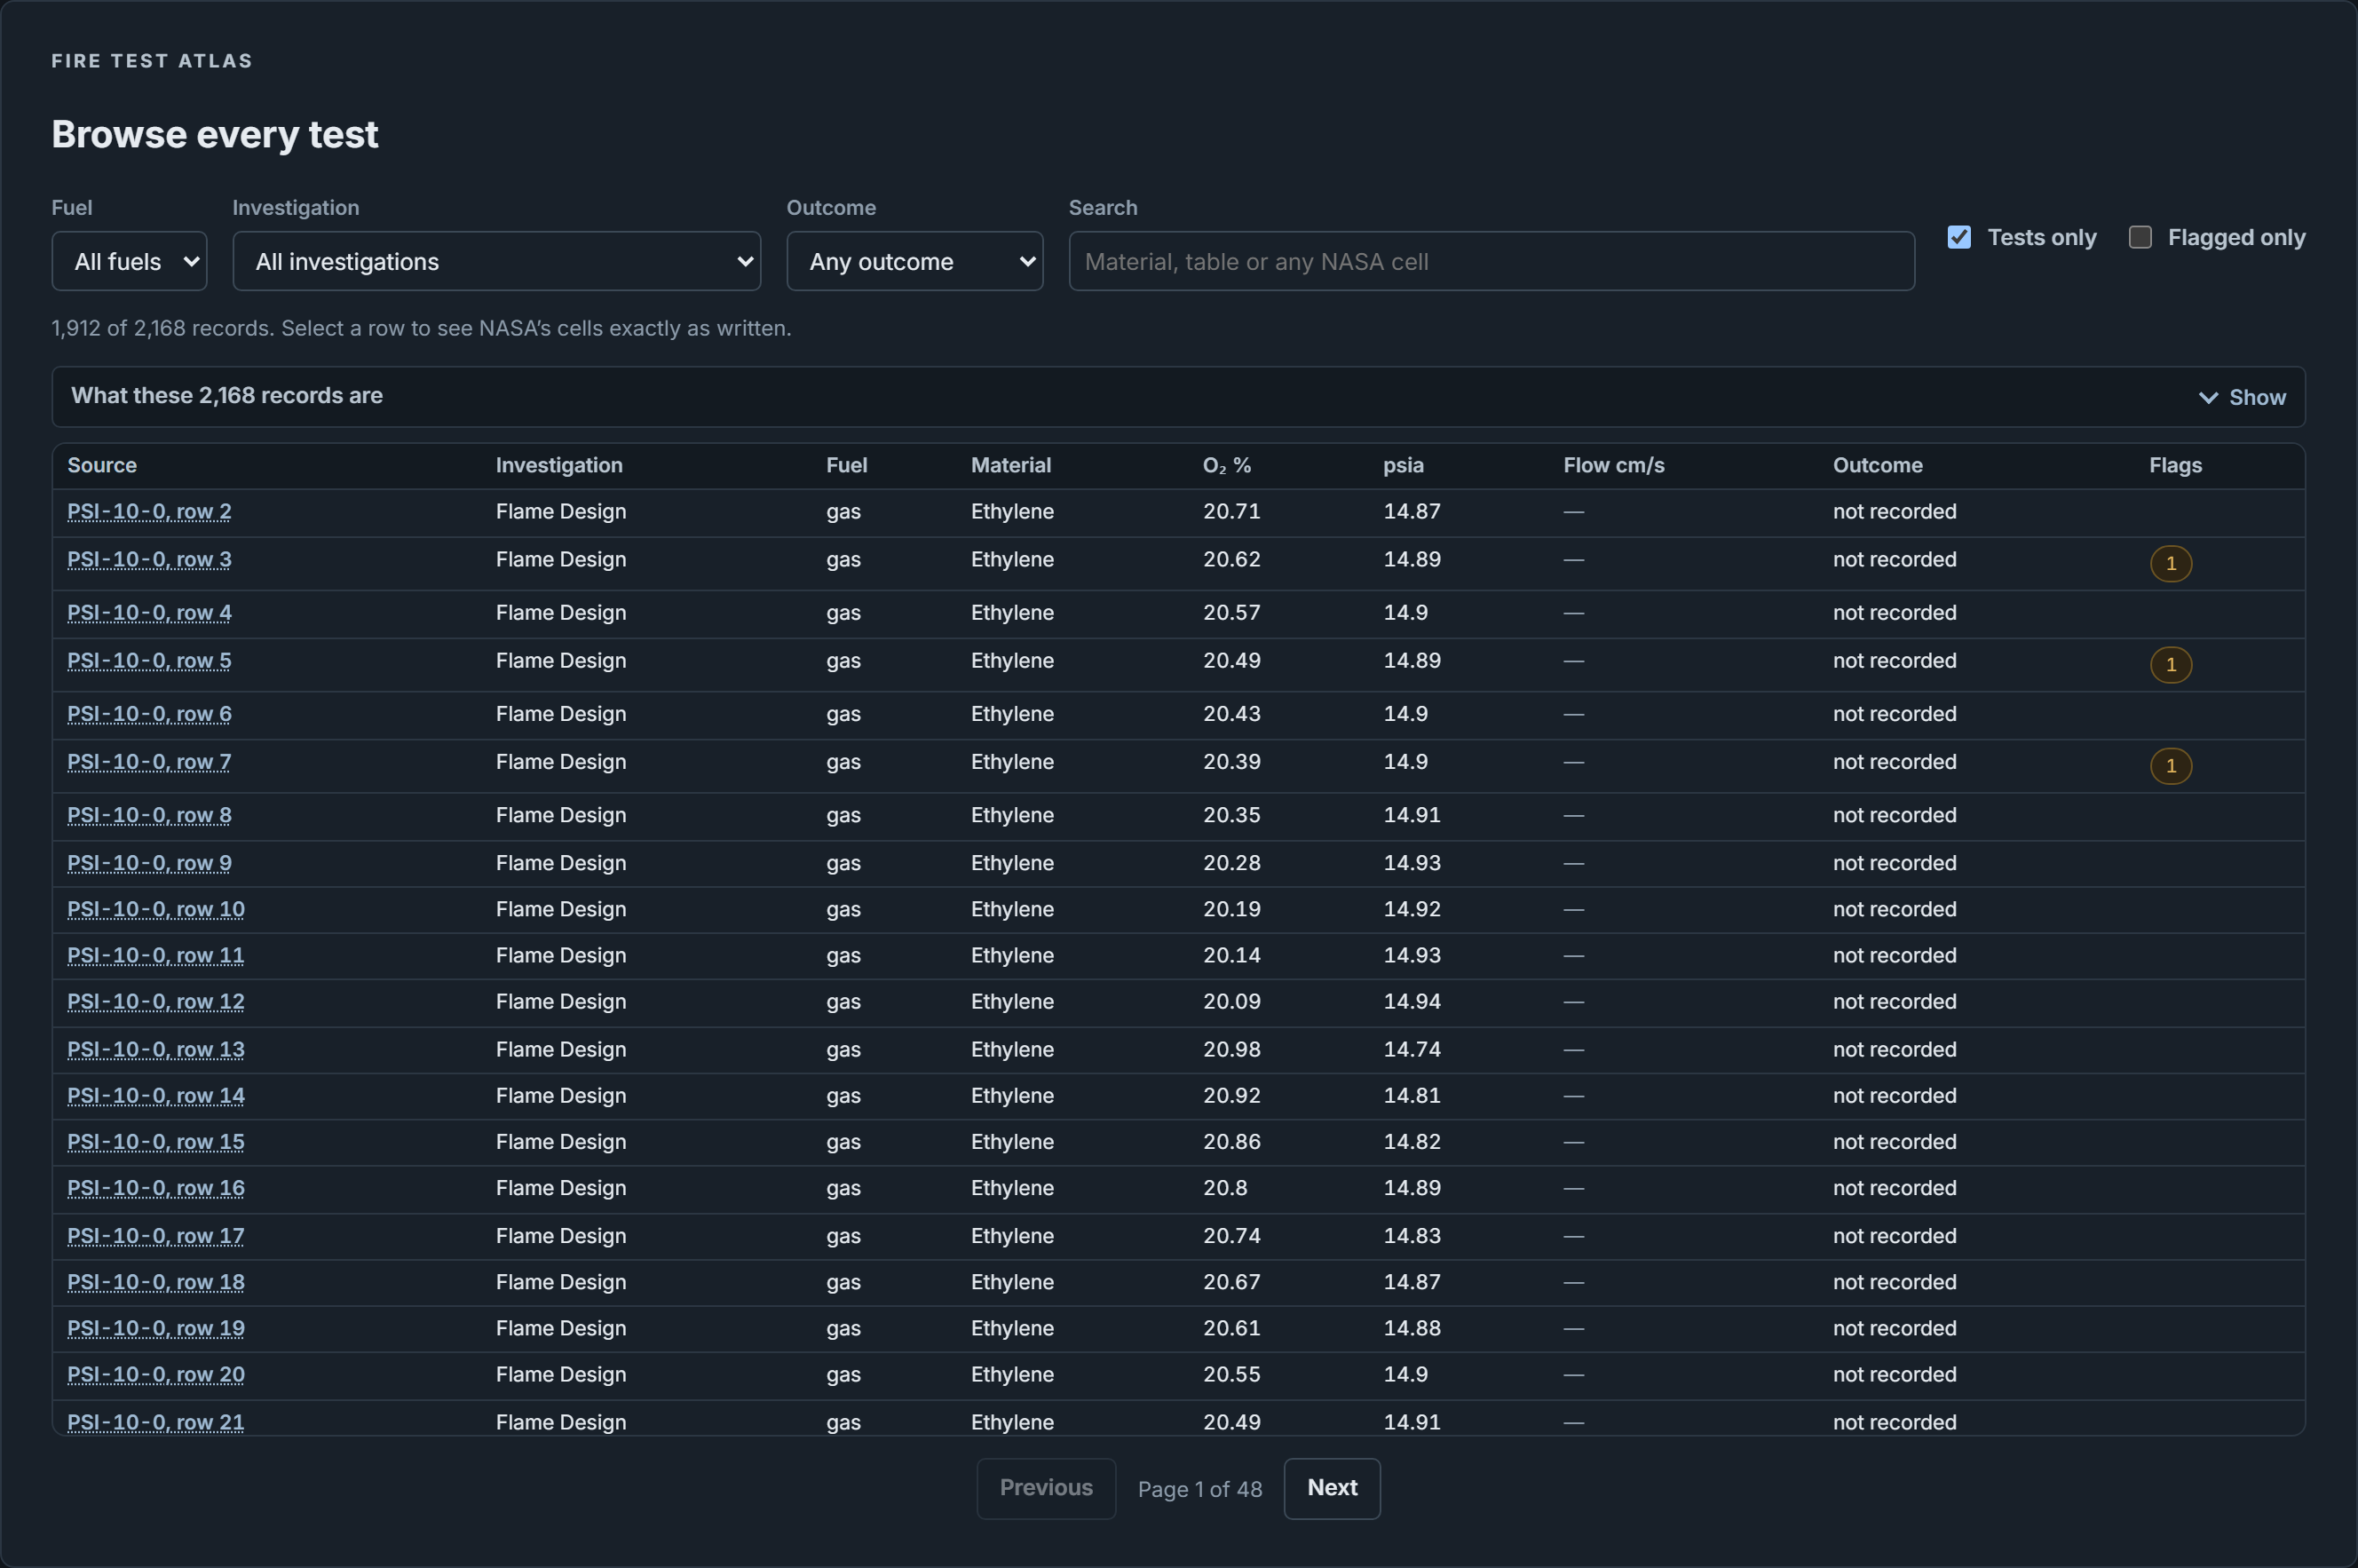 FIRE TEST ATLAS
Browse every test
Fuel Investigation Outcome Search
All fuels All investigations Any outcome Material, table or any NASA cell Tests only Flagged only
1,912 of 2,168 records. Select a row to see NASA’s cells exactly as written.
What these 2,168 records are Show
Source Investigation Fuel Material O₂ % psia Flow cm/s Outcome Flags
PSI-10-0, row 2 Flame Design gas Ethylene 20.71 14.87 — not recorded
PSI-10-0, row 3 Flame Design gas Ethylene 20.62 14.89 — not recorded 1
PSI-10-0, row 4 Flame Design gas Ethylene 20.57 14.9 — not recorded
PSI-10-0, row 5 Flame Design gas Ethylene 20.49 14.89 — not recorded 1
PSI-10-0, row 6 Flame Design gas Ethylene 20.43 14.9 — not recorded
PSI-10-0, row 7 Flame Design gas Ethylene 20.39 14.9 — not recorded 1
PSI-10-0, row 8 Flame Design gas Ethylene 20.35 14.91 — not recorded
PSI-10-0, row 9 Flame Design gas Ethylene 20.28 14.93 — not recorded
PSI-10-0, row 10 Flame Design gas Ethylene 20.19 14.92 — not recorded
PSI-10-0, row 11 Flame Design gas Ethylene 20.14 14.93 — not recorded
PSI-10-0, row 12 Flame Design gas Ethylene 20.09 14.94 — not recorded
PSI-10-0, row 13 Flame Design gas Ethylene 20.98 14.74 — not recorded
PSI-10-0, row 14 Flame Design gas Ethylene 20.92 14.81 — not recorded
PSI-10-0, row 15 Flame Design gas Ethylene 20.86 14.82 — not recorded
PSI-10-0, row 16 Flame Design gas Ethylene 20.8 14.89 — not recorded
PSI-10-0, row 17 Flame Design gas Ethylene 20.74 14.83 — not recorded
PSI-10-0, row 18 Flame Design gas Ethylene 20.67 14.87 — not recorded
PSI-10-0, row 19 Flame Design gas Ethylene 20.61 14.88 — not recorded
PSI-10-0, row 20 Flame Design gas Ethylene 20.55 14.9 — not recorded
PSI-10-0, row 21 Flame Design gas Ethylene 20.49 14.91 — not recorded
Previous Page 1 of 48 Next